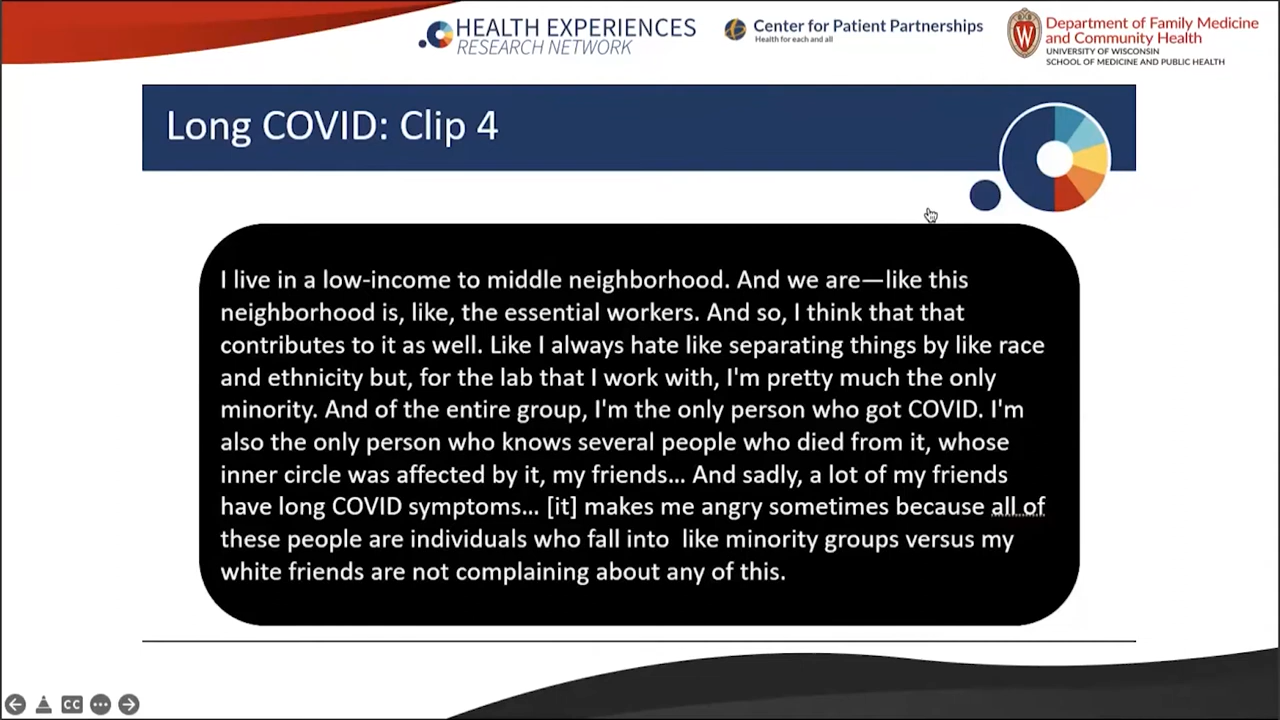 HEALTH EXPERIENCES
RESEARCH NETWORK
Center for Patient Partnerships
Health for each and all
W
Department of Family Medicine
and Community Health
UNIVERSITY OF WISCONSIN
SCHOOL OF MEDICINE AND PUBLIC HEALTH
Long COVID: Clip 4
I live in a low-income to middle neighborhood. And we are—like this
neighborhood is, like, the essential workers. And so, I think that that
contributes to it as well. Like I always hate like separating things by like race
and ethnicity but, for the lab that I work with, I'm pretty much the only
minority. And of the entire group, I'm the only person who got COVID. I'm
also the only person who knows several people who died from it, whose
inner circle was affected by it, my friends... And sadly, a lot of my friends
have long COVID symptoms... [it] makes me angry sometimes because all of
these people are individuals who fall into  like minority groups versus my
white friends are not complaining about any of this.
CC